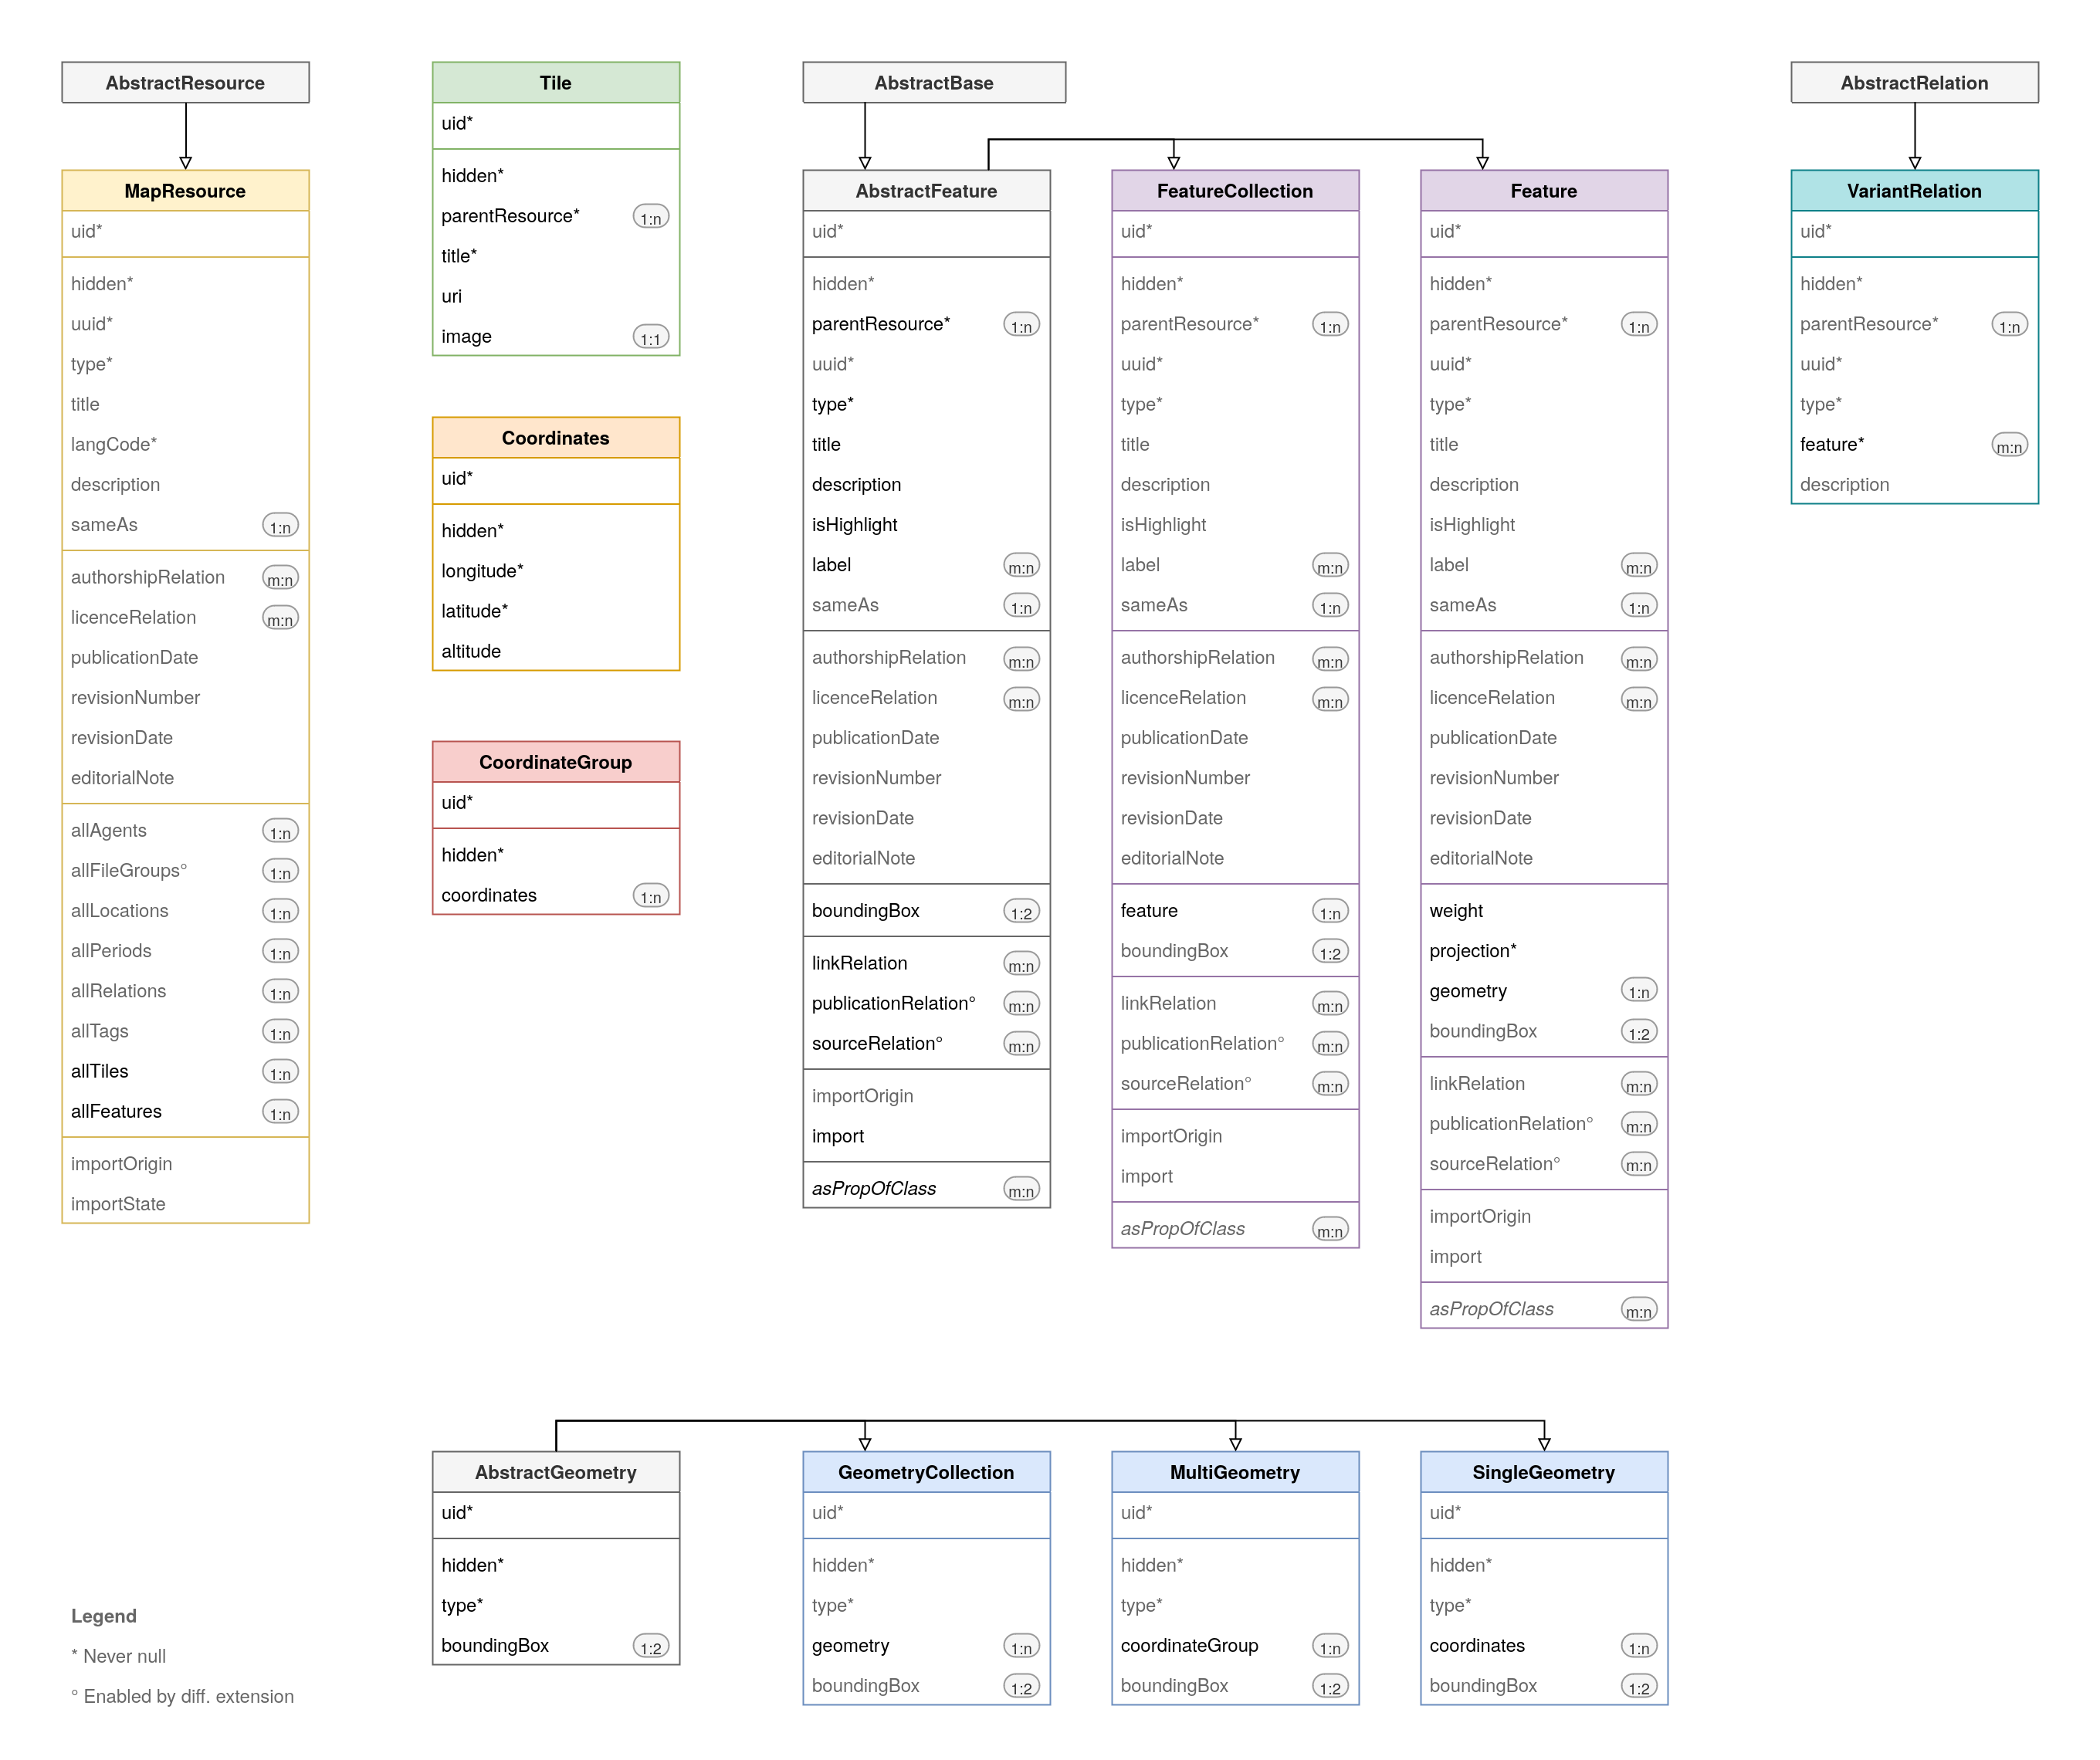 AbstractResource
MapResource
uid*
hidden*
uuid*
type*
title
langCode*
description
sameAs 1:n
authorshipRelation m:n
licenceRelation m:n
publicationDate
revisionNumber
revisionDate
editorialNote
allAgents 1:n
allFileGroups° 1:n
allLocations 1:n
allPeriods 1:n
allRelations 1:n
allTags 1:n
allTiles 1:n
allFeatures 1:n
importOrigin
importState
Tile
uid*
hidden*
parentResource* 1:n
title*
uri
image 1:1
Coordinates
uid*
hidden*
longitude*
latitude*
altitude
CoordinateGroup
uid*
hidden*
coordinates 1:n
AbstractBase
AbstractFeature
uid*
hidden*
parentResource* 1:n
uuid*
type*
title
description
isHighlight
label m:n
sameAs 1:n
authorshipRelation m:n
licenceRelation m:n
publicationDate
revisionNumber
revisionDate
editorialNote
boundingBox 1:2
linkRelation m:n
publicationRelation° m:n
sourceRelation° m:n
importOrigin
import
asPropOfClass m:n
FeatureCollection
uid*
hidden*
parentResource* 1:n
uuid*
type*
title
description
isHighlight
label m:n
sameAs 1:n
authorshipRelation m:n
licenceRelation m:n
publicationDate
revisionNumber
revisionDate
editorialNote
feature 1:n
boundingBox 1:2
linkRelation m:n
publicationRelation° m:n
sourceRelation° m:n
importOrigin
import
asPropOfClass m:n
Feature
uid*
hidden*
parentResource* 1:n
uuid*
type*
title
description
isHighlight
label m:n
sameAs 1:n
authorshipRelation m:n
licenceRelation m:n
publicationDate
revisionNumber
revisionDate
editorialNote
weight
projection*
geometry 1:n
boundingBox 1:2
linkRelation m:n
publicationRelation° m:n
sourceRelation° m:n
importOrigin
import
asPropOfClass m:n
AbstractRelation
VariantRelation
uid*
hidden*
parentResource* 1:n
uuid*
type*
feature* m:n
description
AbstractGeometry
uid*
hidden*
type*
boundingBox 1:2
GeometryCollection
uid*
hidden*
type*
geometry 1:n
boundingBox 1:2
MultiGeometry
uid*
hidden*
type*
coordinateGroup 1:n
boundingBox 1:2
SingleGeometry
uid*
hidden*
type*
coordinates 1:n
boundingBox 1:2
Legend
* Never null
° Enabled by diff. extension